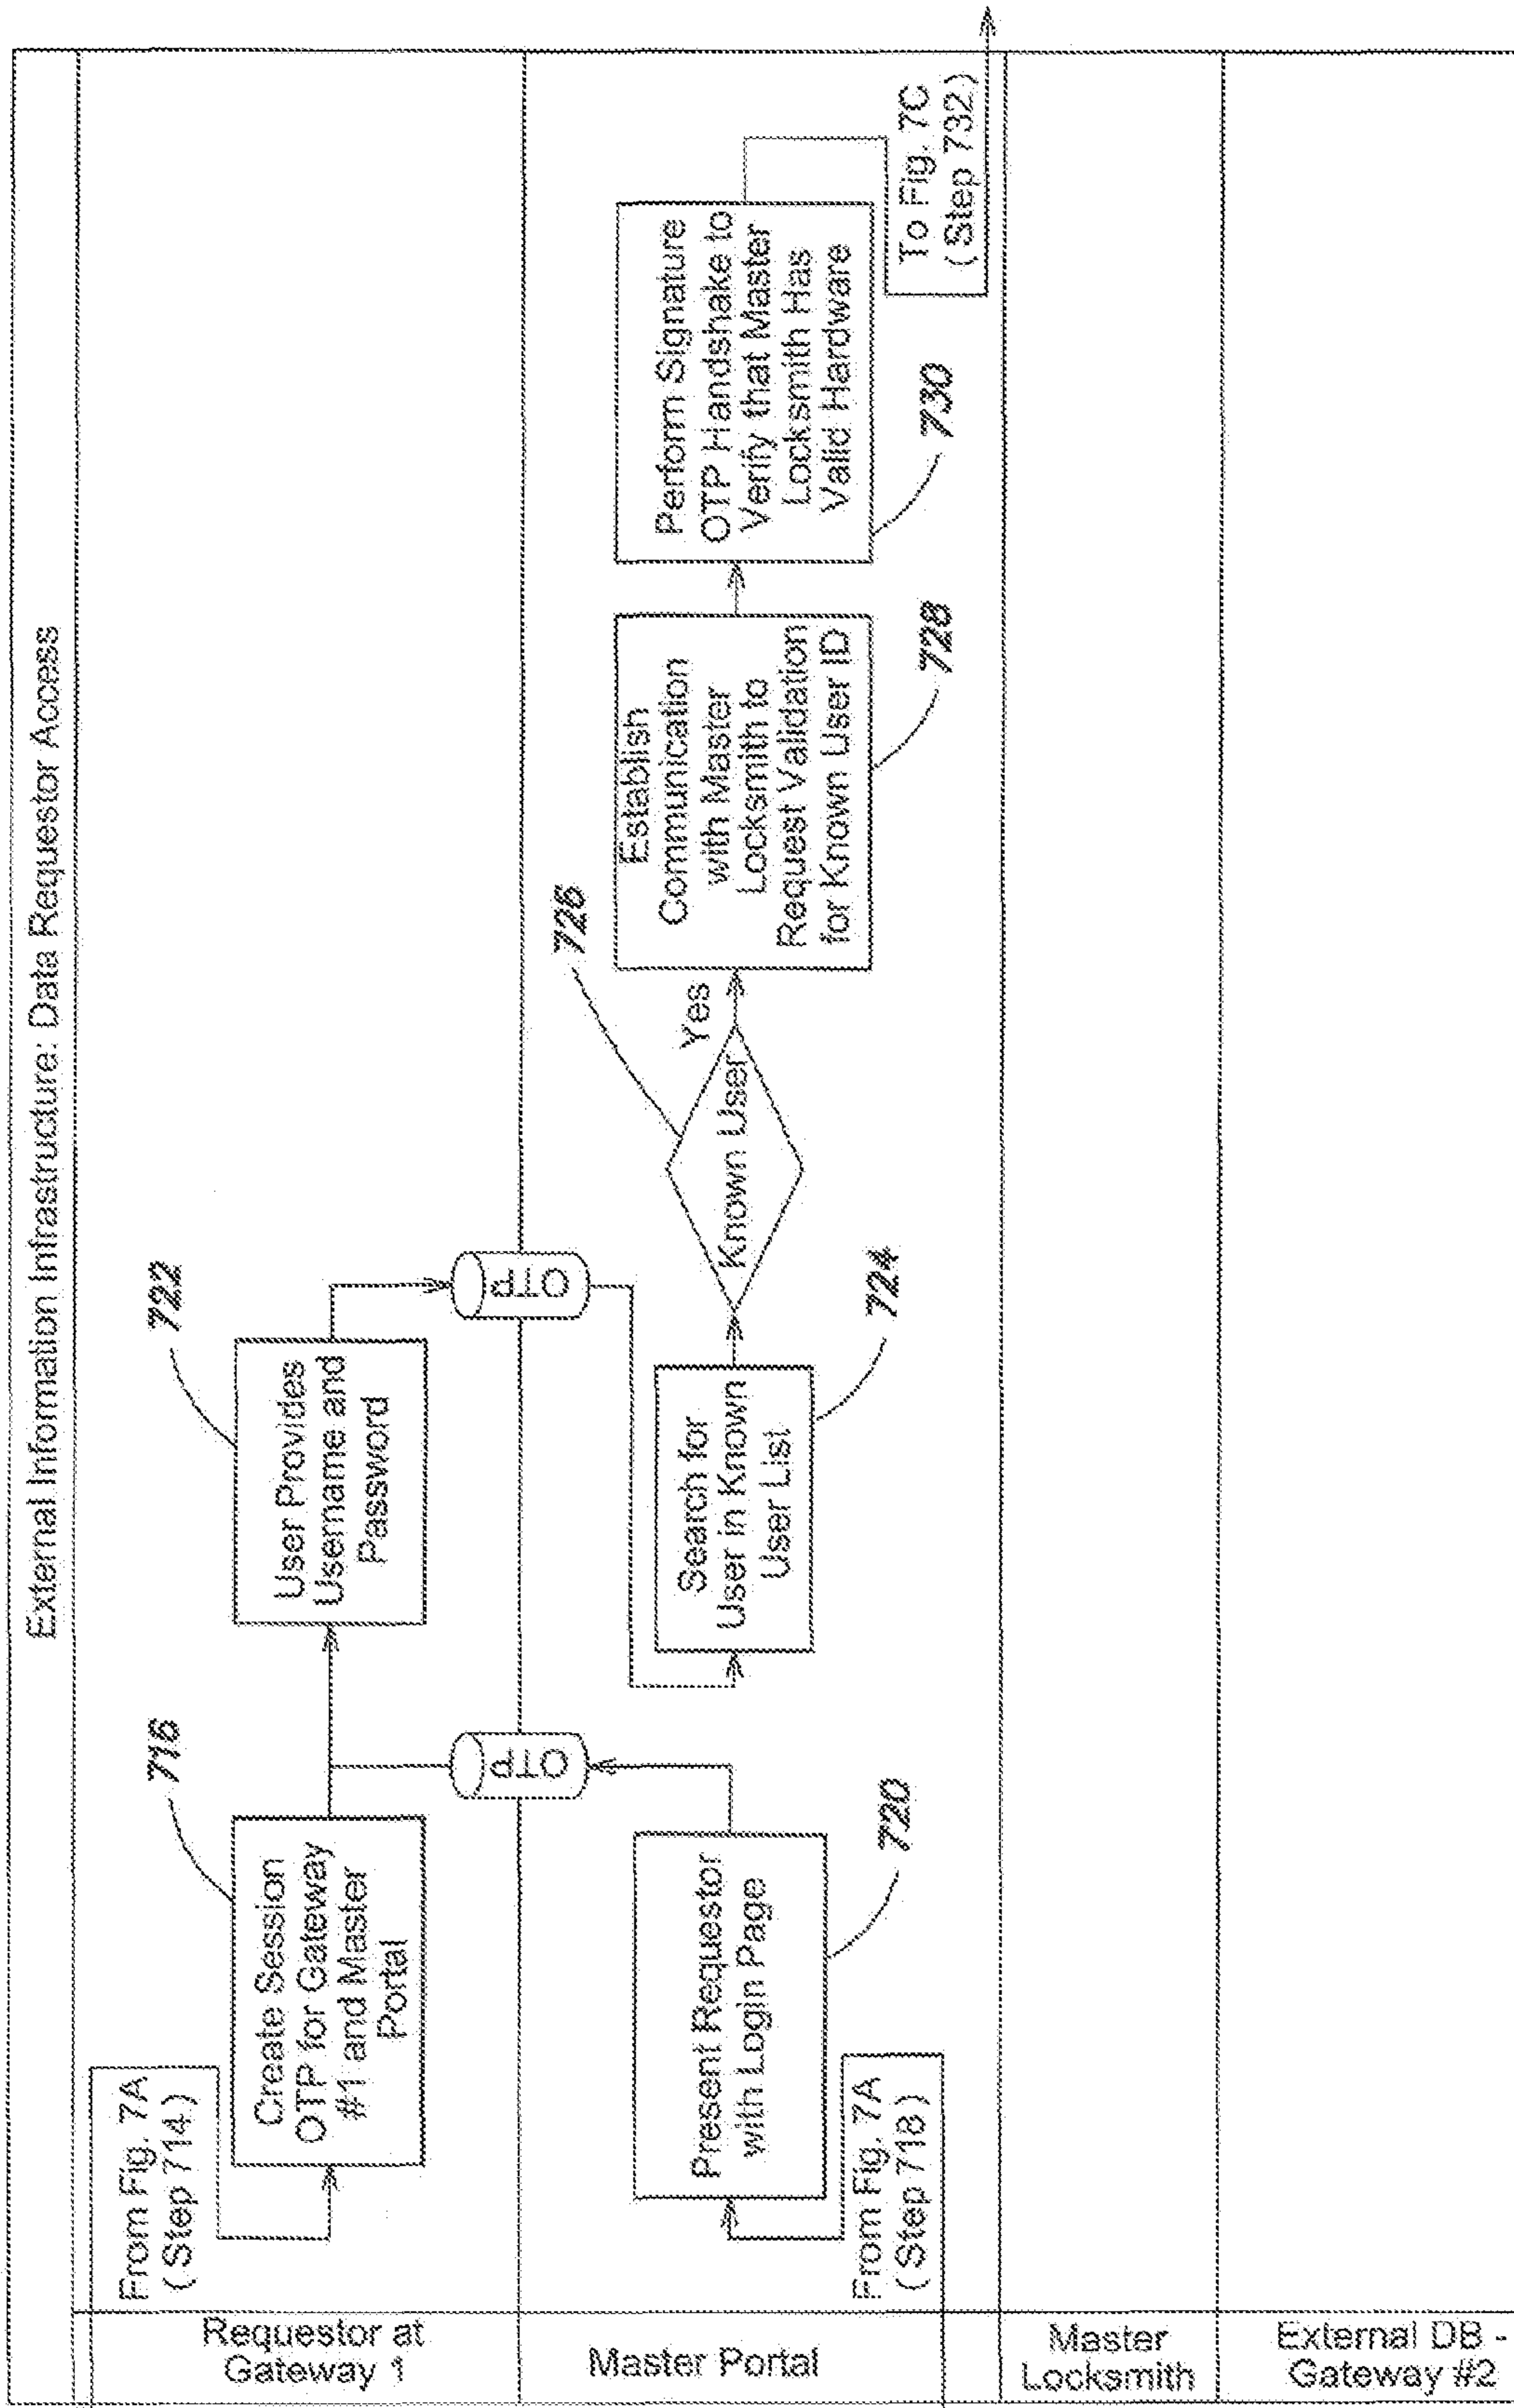 External Information Infrastructure: Data Requestor Access
Requestor at
Gateway 1
From Fig. 7A
(Step 714)
Create Session
OTP for Gateway
#1 and Master
Portal
716
User Provides
Username and
Password
722
OTP
OTP
Master Portal
From Fig. 7A
(Step 718)
Present Requestor
with Login Page
720
Search for
User in Known
User List
724
Known User
726
Yes
Establish
Communication
with Master
Locksmith to
Request Validation
for Known User ID
728
Perform Signature
OTP Handshake to
Verify that Master
Locksmith Has
Valid Hardware
730
To Fig. 7C
(Step 732)
Master
Locksmith
External DB -
Gateway #2